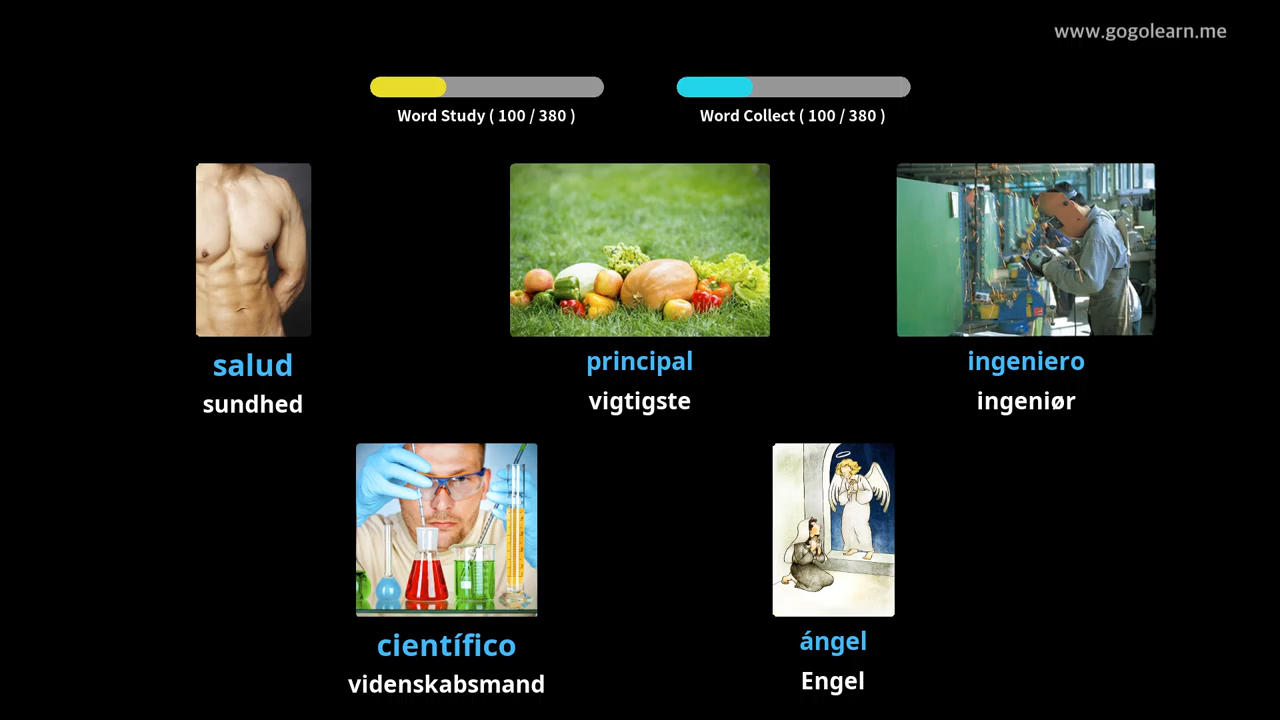 www.gogolearn.me
Word Study ( 100 / 380 )
Word Collect ( 100 / 380 )
salud
sundhed
principal
vigtigste
ingeniero
ingeniør
científico
videnskabsmand
ángel
Engel